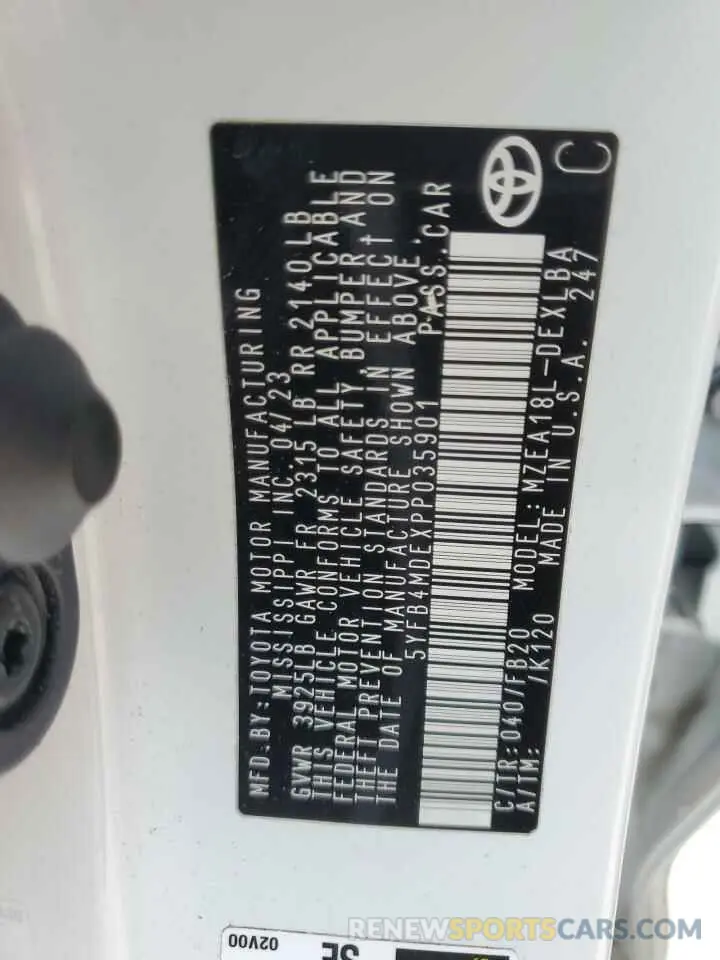 MFD.BY:TOYOTA MOTOR MANUFACTURING
MISSISSIPPI INC. 04/23
GVWR 3925LB GAWR FR 2315 LB RR 2140LB
THIS VEHICLE CONFORMS TO ALL APPLICABLE
FEDERAL MOTOR VEHICLE SAFETY, BUMPER AND
THEFT PREVENTION STANDARDS IN EFFECT ON
THE DATE OF MANUFACTURE SHOWN ABOVE.
5YFB4MDEXPP035901 PASS.CAR
C/TR:040/FB20 MODEL:MZEA18L-DEXLBA
A/TM: /K120 MADE IN U.S.A. 247
C
02V00
3E
RENEWSPORTSCARS.COM